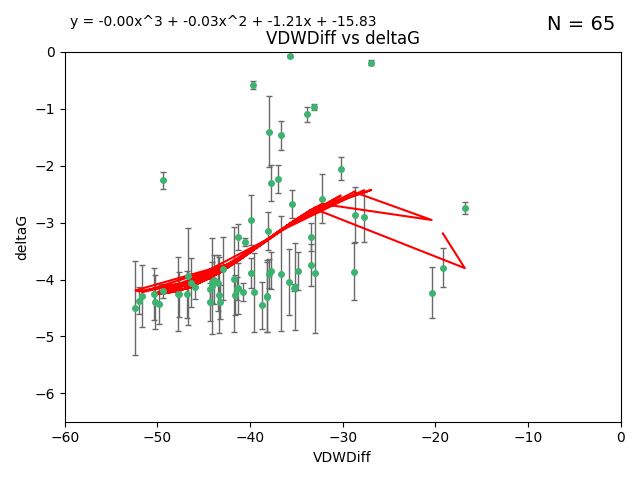 y = -0.00x^3 + -0.03x^2 + -1.21x + -15.83
N = 65
VDWDiff vs deltaG
0
−1
−2
−3
−4
−5
−6
deltaG
−60 −50 −40 −30 −20 −10 0
VDWDiff